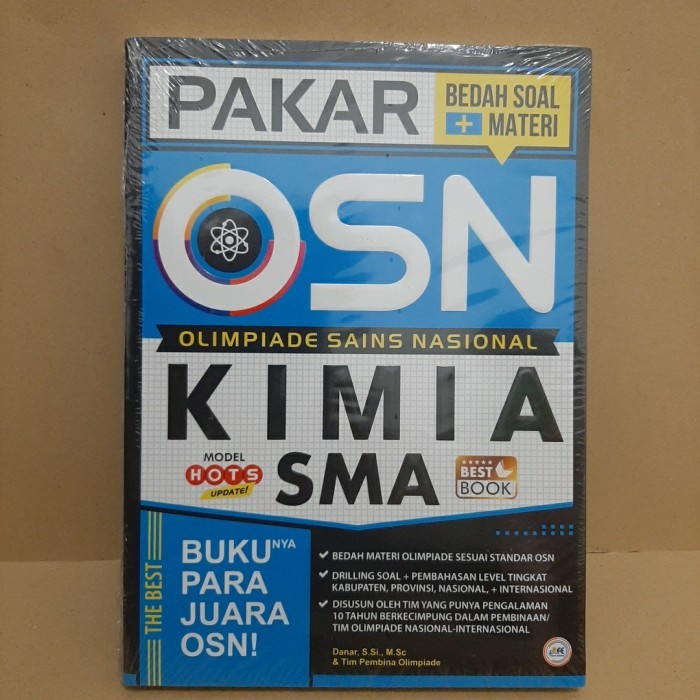 PAKAR
BEDAH SOAL
+ MATERI
OSN
OLIMPIADE SAINS NASIONAL
KIMIA
MODEL
HOTS
UPDATE!
SMA
BEST
BOOK
THE BEST
BUKUNYA
PARA
JUARA
OSN!
BEDAH MATERI OLIMPIADE SESUAI STANDAR OSN
DRILLING SOAL + PEMBAHASAN LEVEL TINGKAT
KABUPATEN, PROVINSI, NASIONAL, + INTERNASIONAL
DISUSUN OLEH TIM YANG PUNYA PENGALAMAN
10 TAHUN BERKECIMPUNG DALAM PEMBINAAN/
TIM OLIMPIADE NASIONAL-INTERNASIONAL
Danar, S.Si., M.Sc
& Tim Pembina Olimpiade